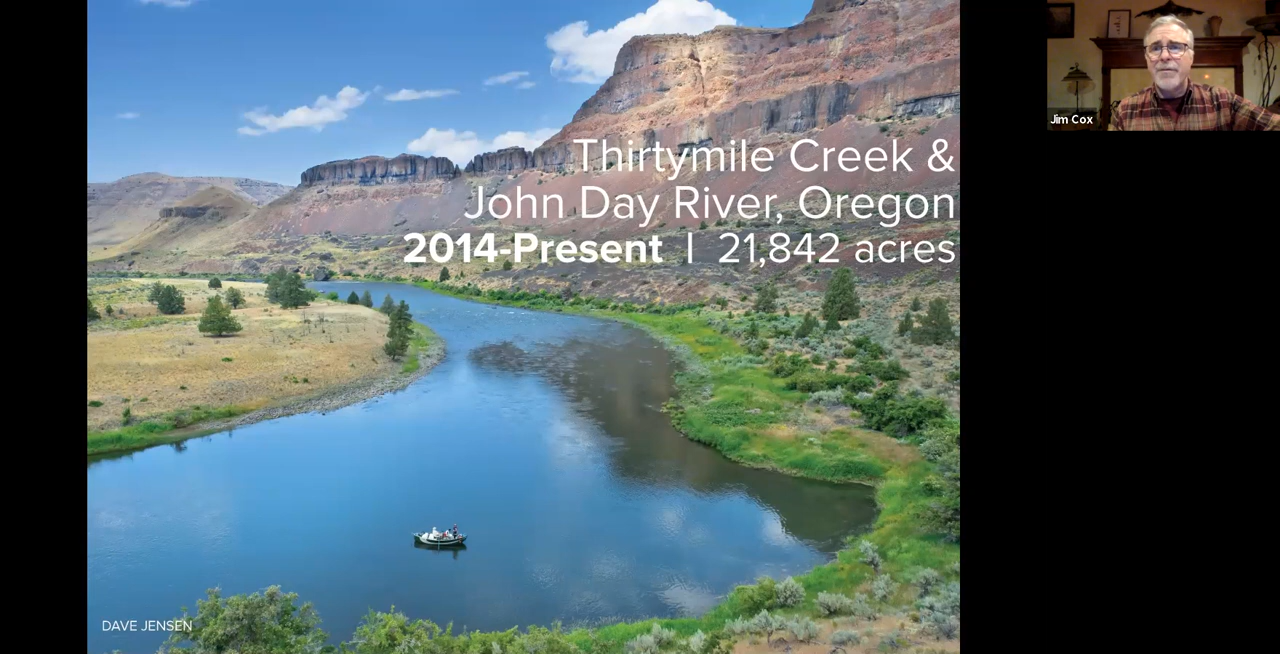 Thirtymile Creek &
John Day River, Oregon
2014-Present | 21,842 acres
DAVE JENSEN
Jim Cox